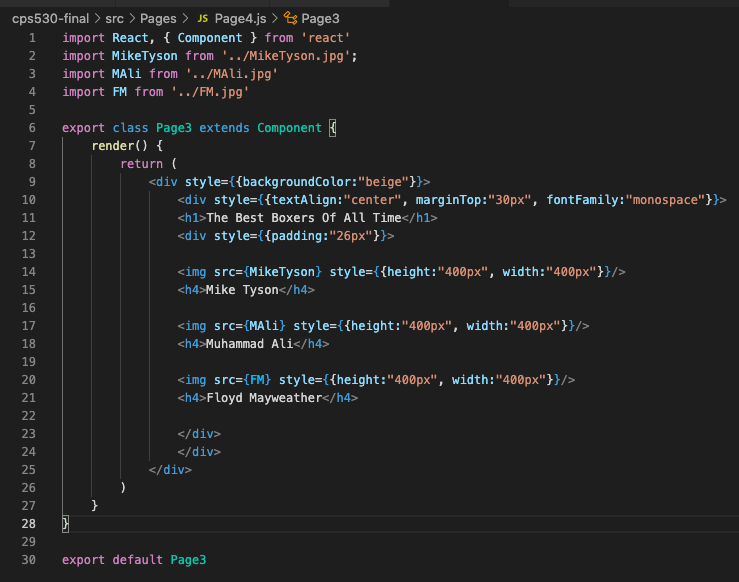 cps530-final > src > Pages > JS Page4.js > Page3
1 import React, { Component } from 'react'
2 import MikeTyson from '../MikeTyson.jpg';
3 import MAli from '../MAli.jpg'
4 import FM from '../FM.jpg'
5
6 export class Page3 extends Component {
7 render() {
8 return (
9 <div style={{backgroundColor:"beige"}}>
10 <div style={{textAlign:"center", marginTop:"30px", fontFamily:"monospace"}}>
11 <h1>The Best Boxers Of All Time</h1>
12 <div style={{padding:"26px"}}>
13
14 <img src={MikeTyson} style={{height:"400px", width:"400px"}}/>
15 <h4>Mike Tyson</h4>
16
17 <img src={MAli} style={{height:"400px", width:"400px"}}/>
18 <h4>Muhammad Ali</h4>
19
20 <img src={FM} style={{height:"400px", width:"400px"}}/>
21 <h4>Floyd Mayweather</h4>
22
23 </div>
24 </div>
25 </div>
26 )
27 }
28 }
29
30 export default Page3